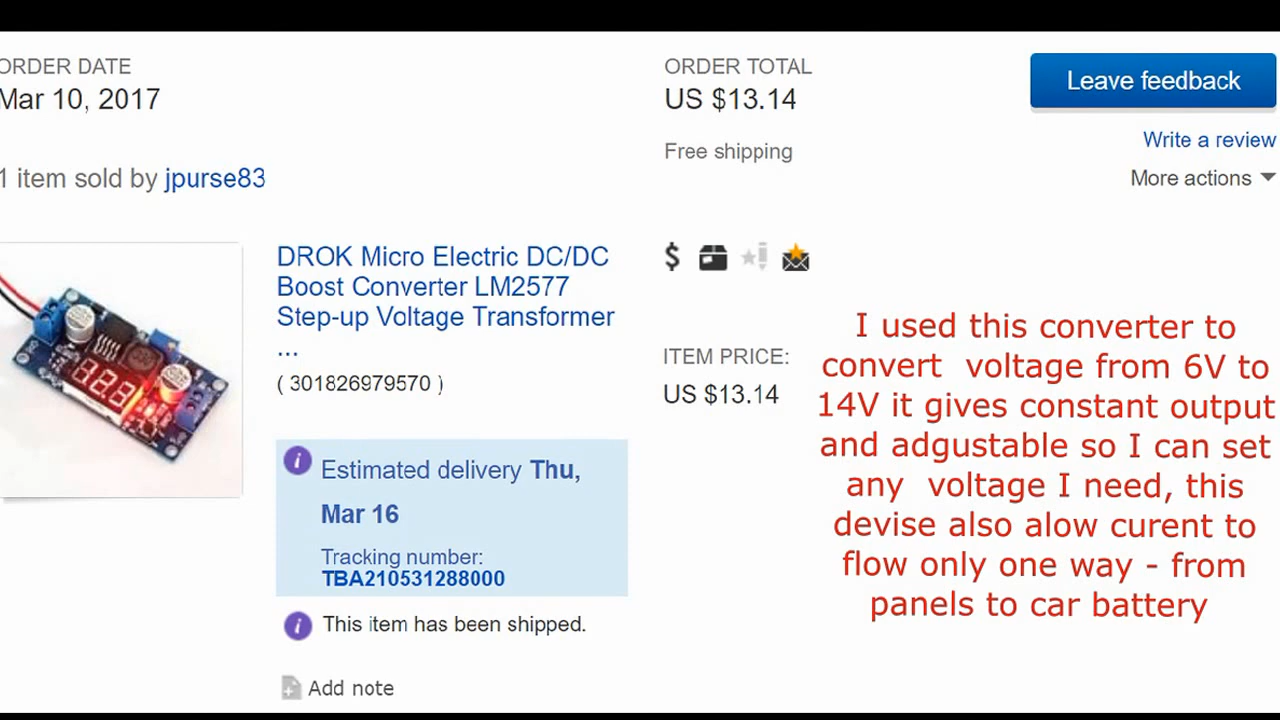 ORDER DATE
Mar 10, 2017
ORDER TOTAL
US $13.14
Free shipping
Leave feedback
Write a review
More actions
1 item sold by jpurse83
DROK Micro Electric DC/DC
Boost Converter LM2577
Step-up Voltage Transformer
...
( 301826979570 )
ITEM PRICE:
US $13.14
Estimated delivery Thu,
Mar 16
Tracking number:
TBA210531288000
This item has been shipped.
Add note
I used this converter to
convert voltage from 6V to
14V it gives constant output
and adgustable so I can set
any voltage I need, this
devise also alow curent to
flow only one way - from
panels to car battery
8.8.8.